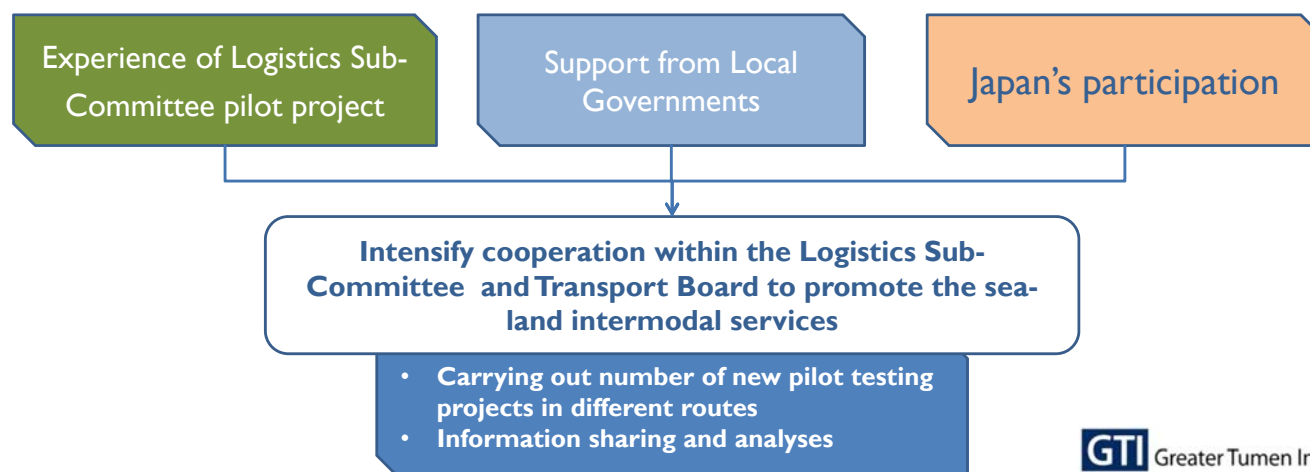 Experience of Logistics Sub-
Committee pilot project
Support from Local
Governments
Japan's participation
Intensify cooperation within the Logistics Sub-
Committee and Transport Board to promote the sea-
land intermodal services
• Carrying out number of new pilot testing
projects in different routes
• Information sharing and analyses
GTI Greater Tumen In